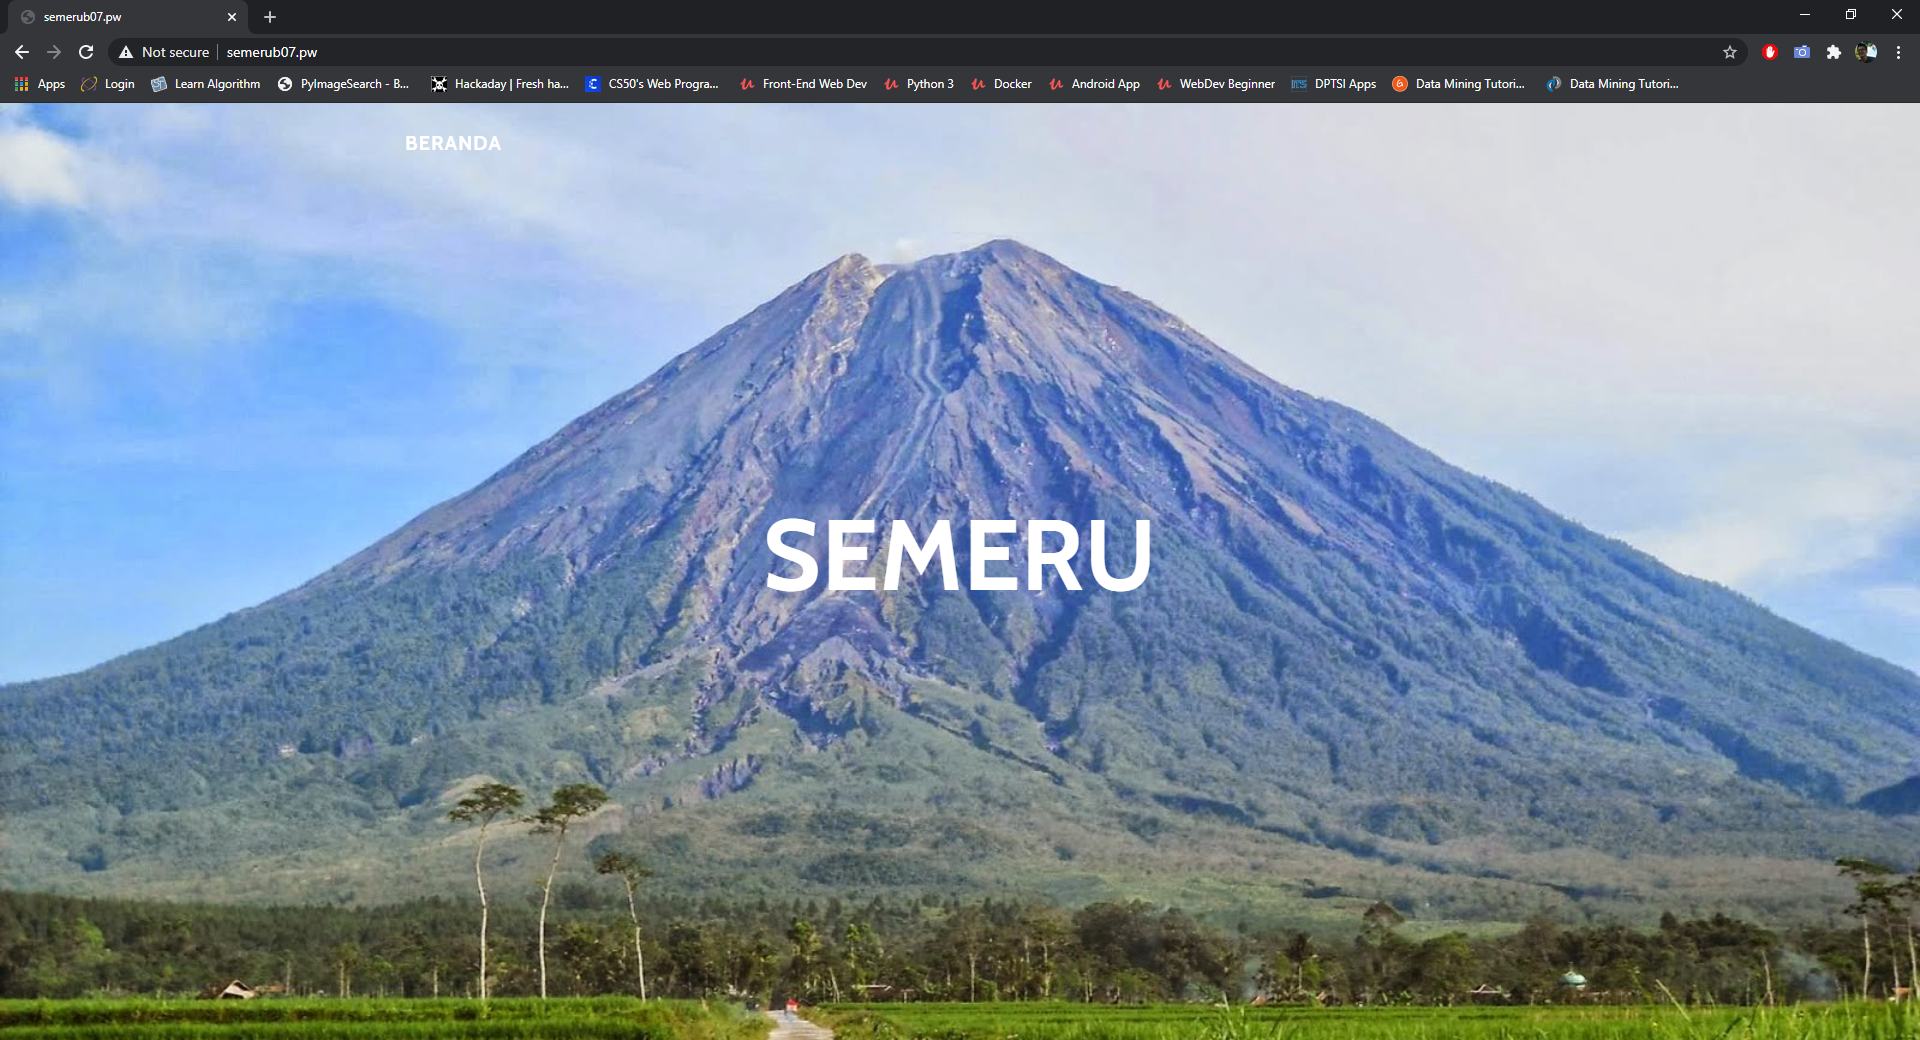 semerub07.pw
Not secure semerub07.pw
Apps Login Learn Algorithm PyImageSearch - B... Hackaday | Fresh ha... CS50's Web Progra... Front-End Web Dev Python 3 Docker Android App WebDev Beginner DPTSI Apps Data Mining Tutori... Data Mining Tutori...
BERANDA
SEMERU